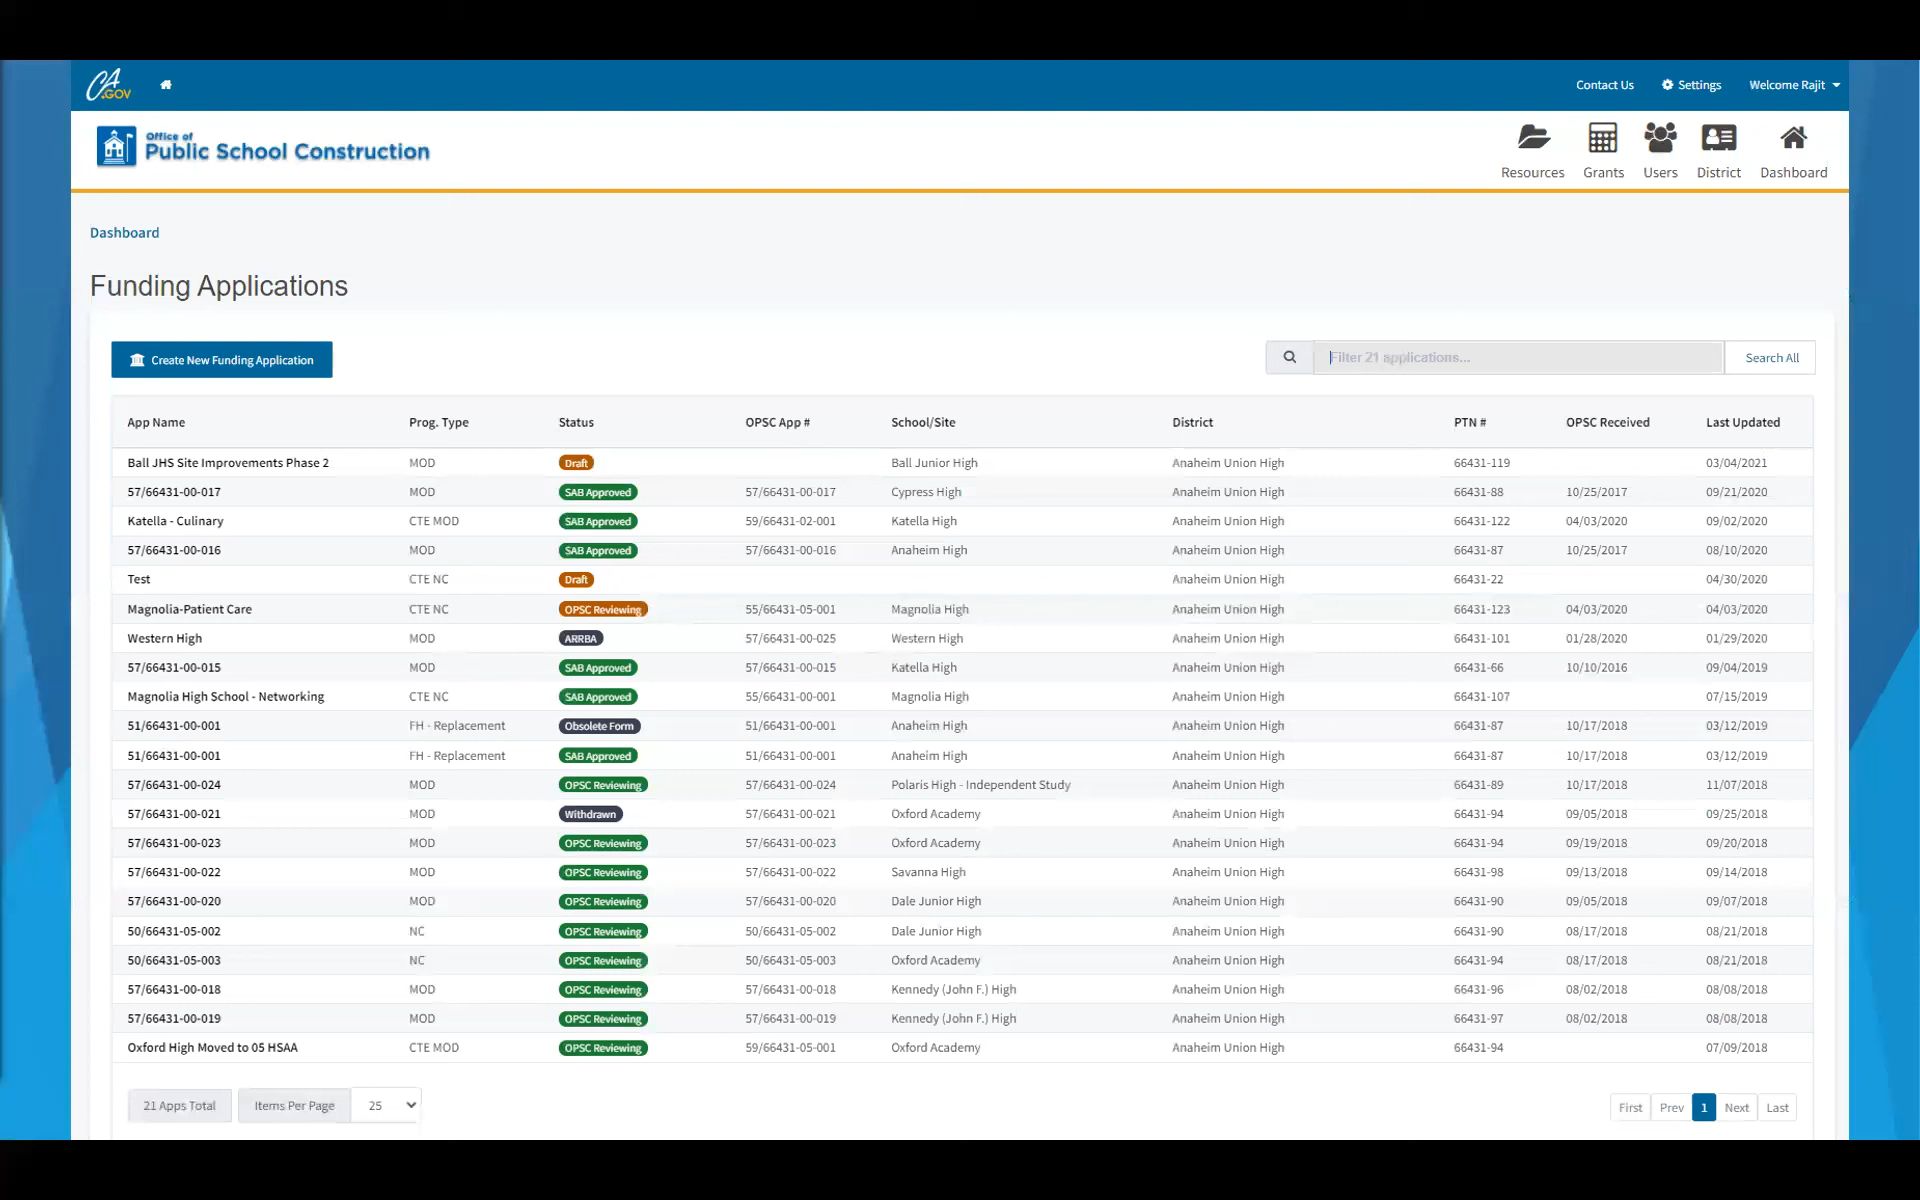 CA.GOV Contact Us Settings Welcome Rajit
Office of
Public School Construction
Resources Grants Users District Dashboard
Dashboard
Funding Applications
Create New Funding Application Filter 21 applications... Search All
App Name Prog. Type Status OPSC App # School/Site District PTN # OPSC Received Last Updated
Ball JHS Site Improvements Phase 2 MOD Draft Ball Junior High Anaheim Union High 66431-119 03/04/2021
57/66431-00-017 MOD SAB Approved 57/66431-00-017 Cypress High Anaheim Union High 66431-88 10/25/2017 09/21/2020
Katella - Culinary CTE MOD SAB Approved 59/66431-02-001 Katella High Anaheim Union High 66431-122 04/03/2020 09/02/2020
57/66431-00-016 MOD SAB Approved 57/66431-00-016 Anaheim High Anaheim Union High 66431-87 10/25/2017 08/10/2020
Test CTE NC Draft Anaheim Union High 66431-22 04/30/2020
Magnolia-Patient Care CTE NC OPSC Reviewing 55/66431-05-001 Magnolia High Anaheim Union High 66431-123 04/03/2020 04/03/2020
Western High MOD ARRBA 57/66431-00-025 Western High Anaheim Union High 66431-101 01/28/2020 01/29/2020
57/66431-00-015 MOD SAB Approved 57/66431-00-015 Katella High Anaheim Union High 66431-66 10/10/2016 09/04/2019
Magnolia High School - Networking CTE NC SAB Approved 55/66431-00-001 Magnolia High Anaheim Union High 66431-107 07/15/2019
51/66431-00-001 FH - Replacement Obsolete Form 51/66431-00-001 Anaheim High Anaheim Union High 66431-87 10/17/2018 03/12/2019
51/66431-00-001 FH - Replacement SAB Approved 51/66431-00-001 Anaheim High Anaheim Union High 66431-87 10/17/2018 03/12/2019
57/66431-00-024 MOD OPSC Reviewing 57/66431-00-024 Polaris High - Independent Study Anaheim Union High 66431-89 10/17/2018 11/07/2018
57/66431-00-021 MOD Withdrawn 57/66431-00-021 Oxford Academy Anaheim Union High 66431-94 09/05/2018 09/25/2018
57/66431-00-023 MOD OPSC Reviewing 57/66431-00-023 Oxford Academy Anaheim Union High 66431-94 09/19/2018 09/20/2018
57/66431-00-022 MOD OPSC Reviewing 57/66431-00-022 Savanna High Anaheim Union High 66431-98 09/13/2018 09/14/2018
57/66431-00-020 MOD OPSC Reviewing 57/66431-00-020 Dale Junior High Anaheim Union High 66431-90 09/05/2018 09/07/2018
50/66431-05-002 NC OPSC Reviewing 50/66431-05-002 Dale Junior High Anaheim Union High 66431-90 08/17/2018 08/21/2018
50/66431-05-003 NC OPSC Reviewing 50/66431-05-003 Oxford Academy Anaheim Union High 66431-94 08/17/2018 08/21/2018
57/66431-00-018 MOD OPSC Reviewing 57/66431-00-018 Kennedy (John F.) High Anaheim Union High 66431-96 08/02/2018 08/08/2018
57/66431-00-019 MOD OPSC Reviewing 57/66431-00-019 Kennedy (John F.) High Anaheim Union High 66431-97 08/02/2018 08/08/2018
Oxford High Moved to 05 HSAA CTE MOD OPSC Reviewing 59/66431-05-001 Oxford Academy Anaheim Union High 66431-94 07/09/2018
21 Apps Total Items Per Page 25 First Prev 1 Next Last